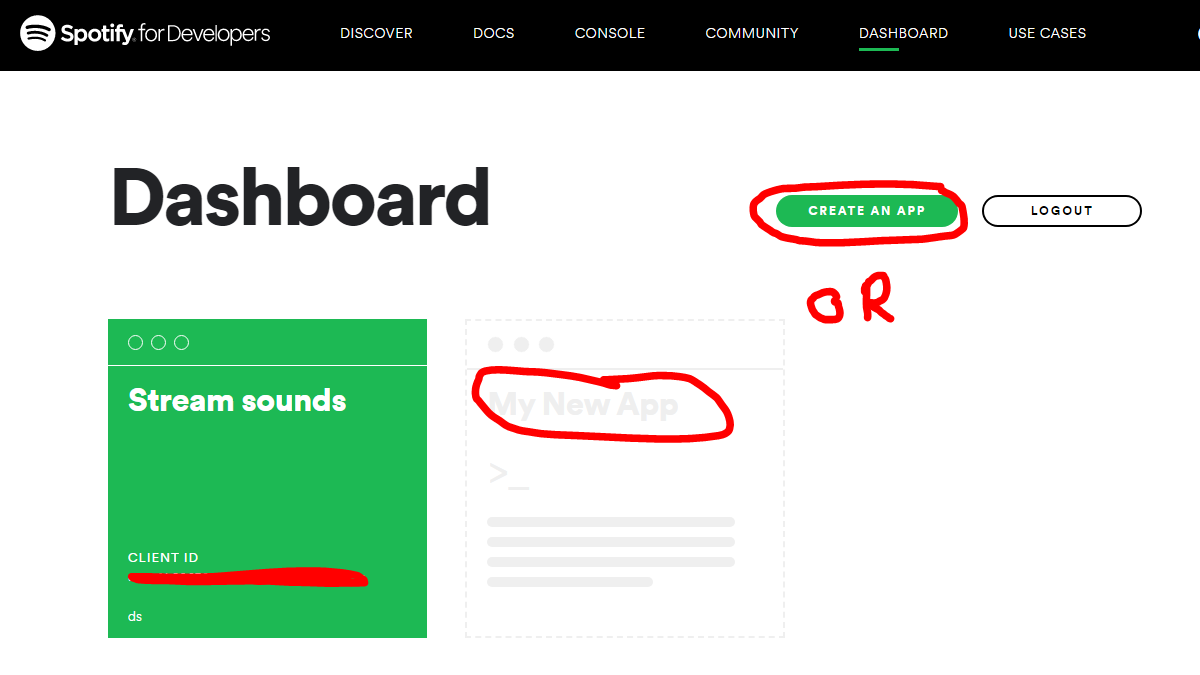 Spotify for Developers DISCOVER DOCS CONSOLE COMMUNITY DASHBOARD USE CASES
Dashboard
CREATE AN APP LOGOUT
OR
Stream sounds
My New App
>_
CLIENT ID
ds